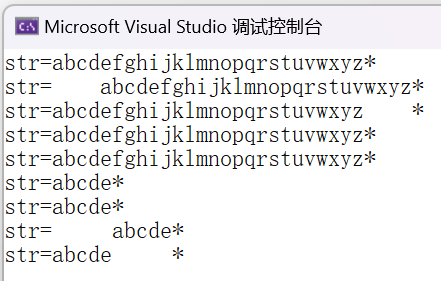 Microsoft Visual Studio 调试控制台
str=abcdefghijklmnopqrstuvwxyz*
str=    abcdefghijklmnopqrstuvwxyz*
str=abcdefghijklmnopqrstuvwxyz    *
str=abcdefghijklmnopqrstuvwxyz*
str=abcdefghijklmnopqrstuvwxyz*
str=abcde*
str=abcde*
str=     abcde*
str=abcde     *